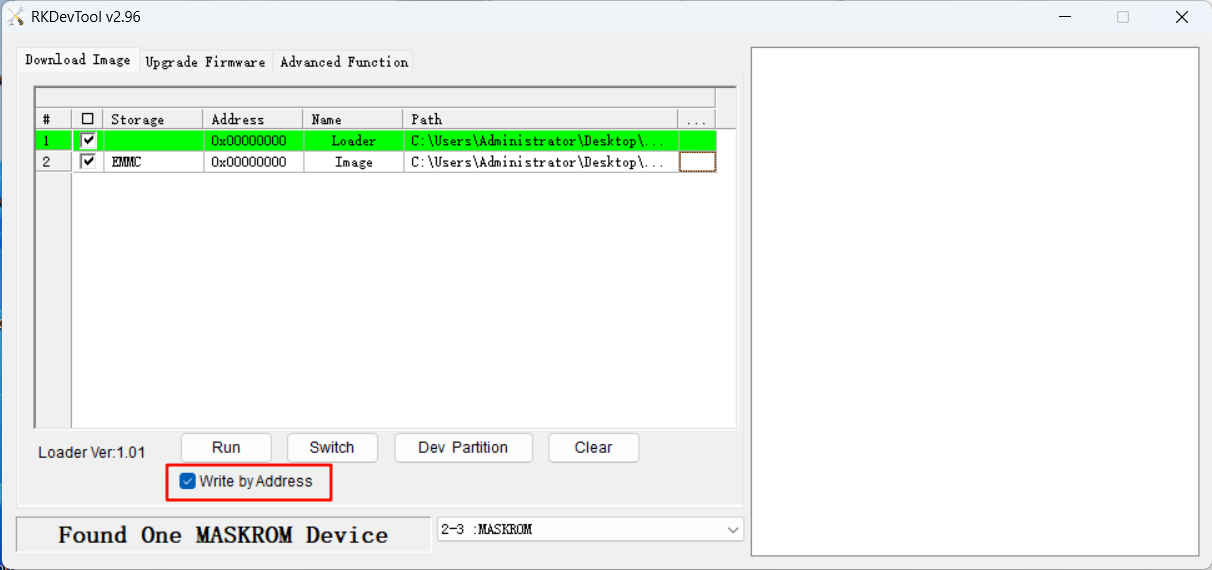 RKDevTool v2.96
Download Image Upgrade Firmware Advanced Function
# Storage Address Name Path ...
1 0x00000000 Loader C:\Users\Administrator\Desktop\...
2 EMMC 0x00000000 Image C:\Users\Administrator\Desktop\...
Loader Ver:1.01 Run Switch Dev Partition Clear
Write by Address
Found One MASKROM Device 2-3 :MASKROM